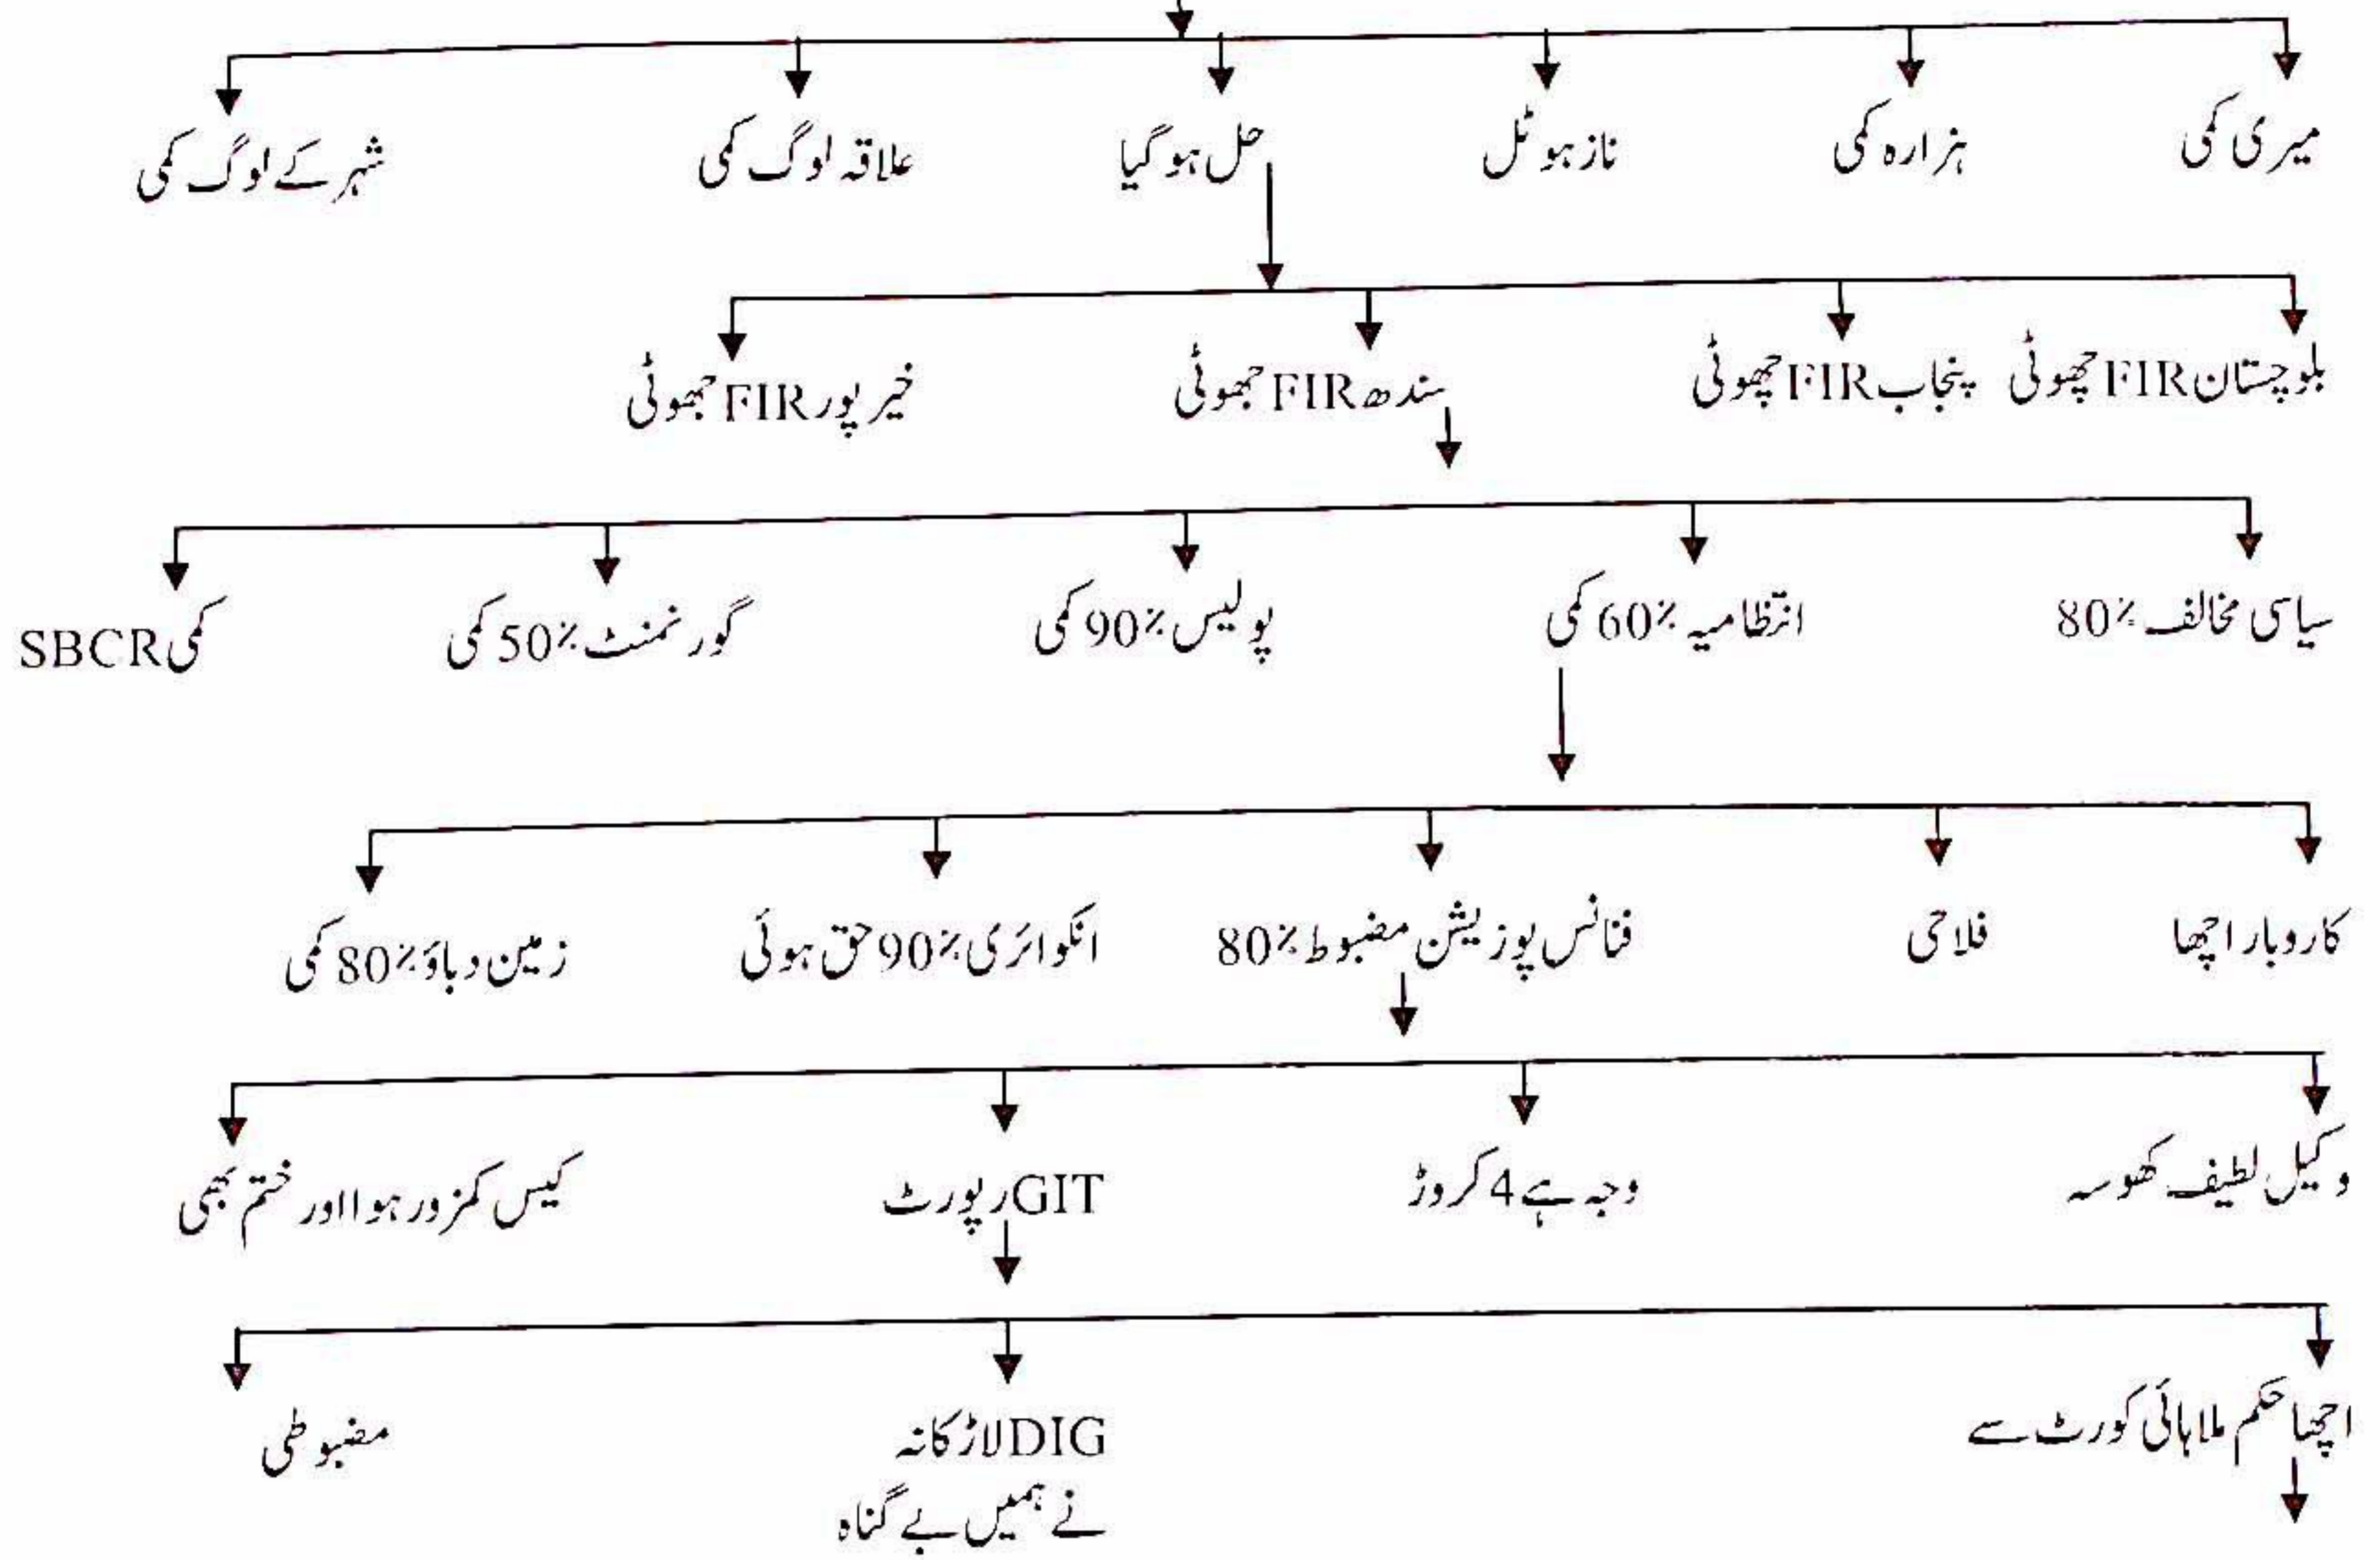 میری کمی ہزارہ کمی ناز ہوٹل حل ہو گیا علاقہ لوگ کمی شہر کے لوگ کمی
بلوچستان FIR چھوٹی پنجاب FIR چھوٹی سندھ FIR جھوٹی خیر پور FIR جھوٹی
سیاسی مخالف 80% انتظامیہ 60% کمی پولیس 90% کمی گورنمنٹ 50% کمی کمی SBCR
کاروبار اچھا فلاحی فنانس پوزیشن مضبوط 80% انکوائری 90% حق ہوئی زمین دباؤ 80% کمی
وکیل لطیف کھوسہ وجہ ہے 4 کروڑ GIT رپورٹ کیس کمزور ہوا اور ختم بھی
اچھا حکم ملا ہائی کورٹ سے DIG لاڑکانہ مضبوطی
نے ہمیں بے گناہ